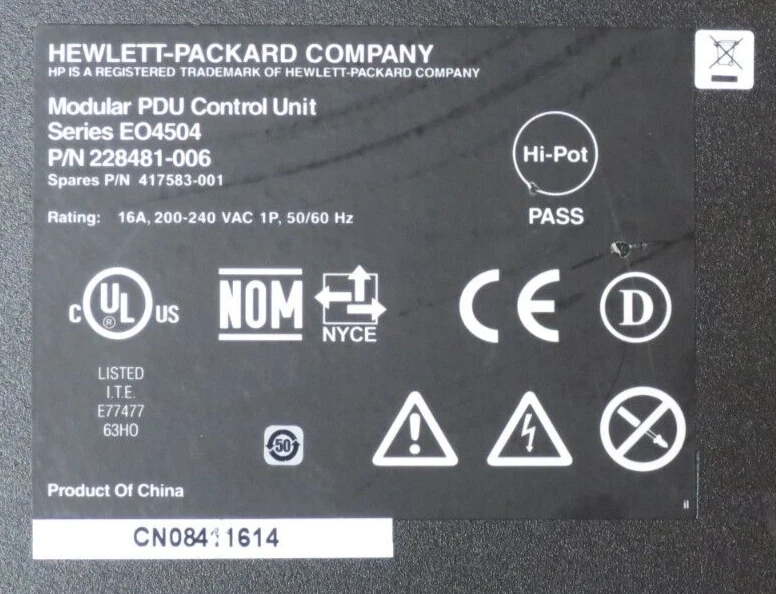 HEWLETT-PACKARD COMPANY
HP IS A REGISTERED TRADEMARK OF HEWLETT-PACKARD COMPANY
Modular PDU Control Unit
Series EO4504
P/N 228481-006
Spares P/N 417583-001
Hi-Pot
PASS
Rating: 16A, 200-240 VAC 1P, 50/60 Hz
C UL® US
NOM
NYCE
CE
D
LISTED
I.T.E.
E77477
63HO
50
Product Of China
CN08411614